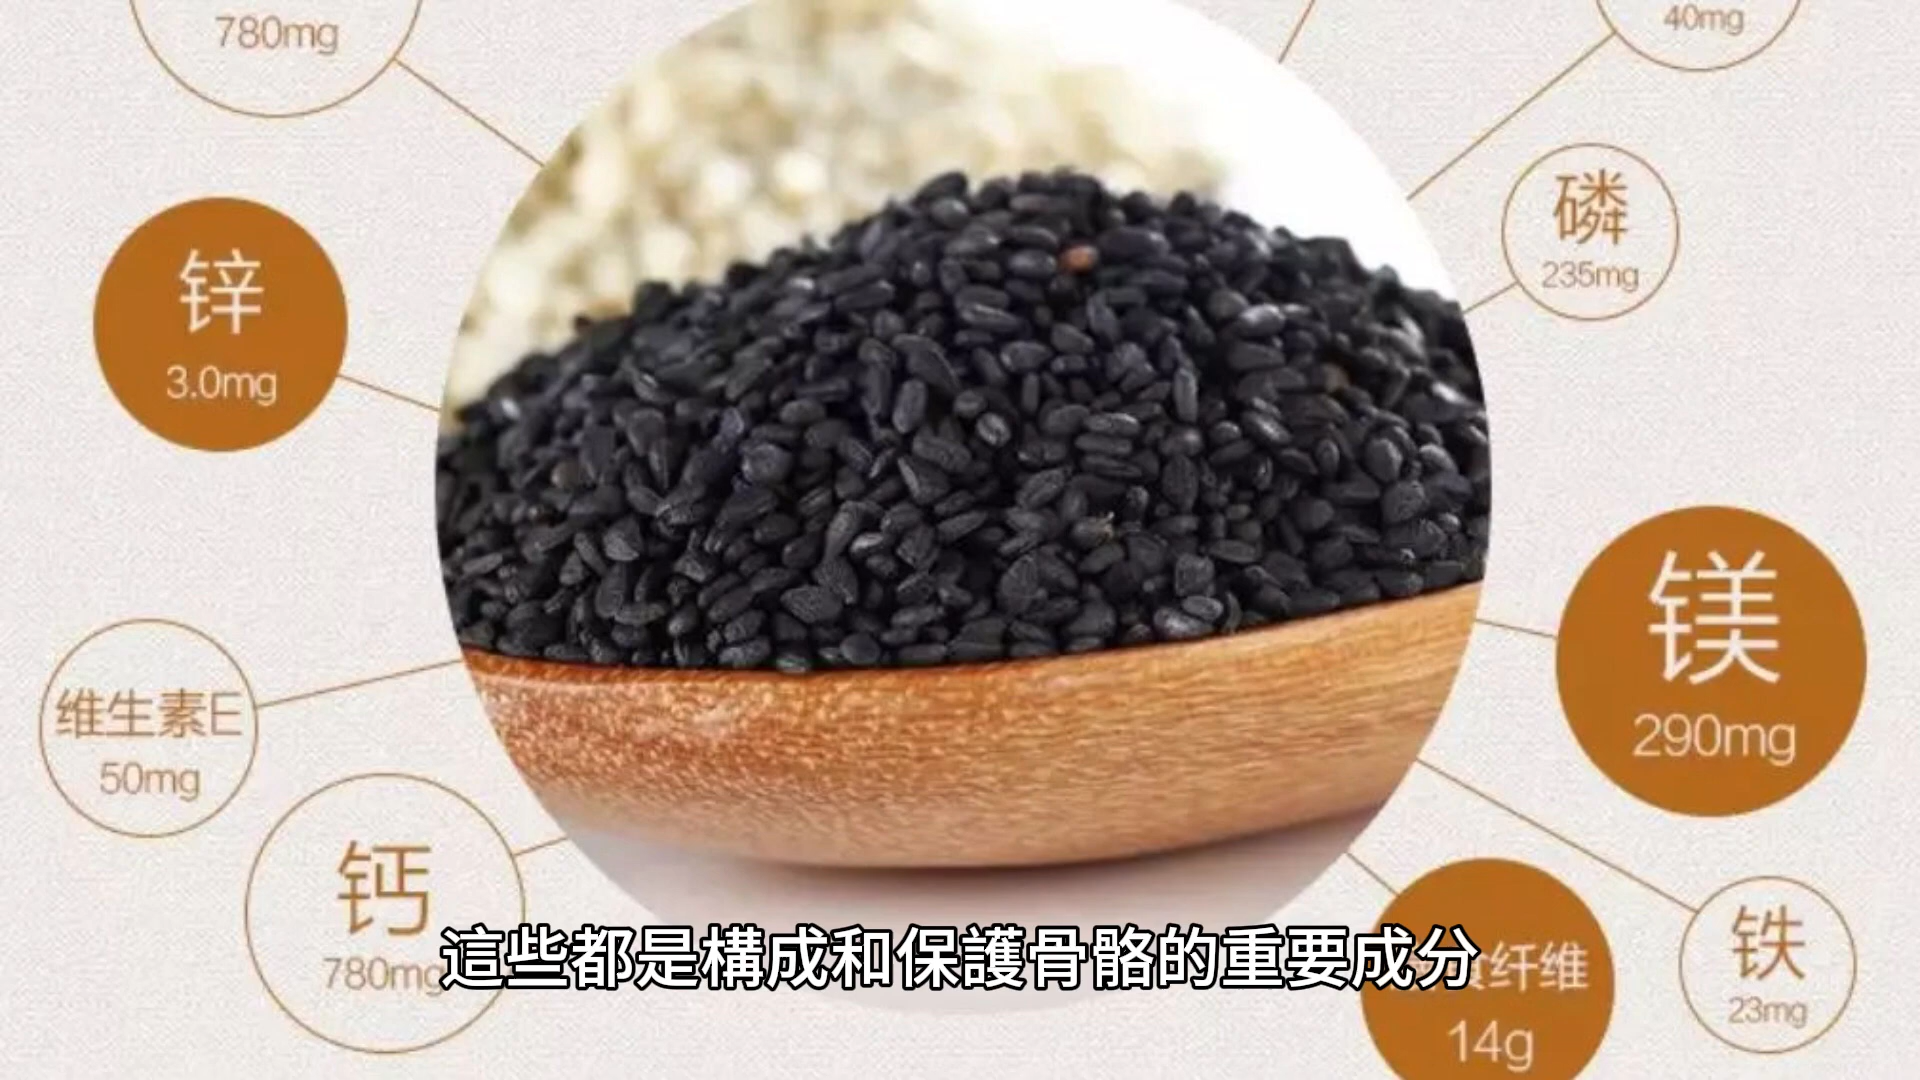 780mg
40mg
磷
235mg
锌
3.0mg
镁
290mg
维生素E
50mg
钙
780mg
铁
23mg
纤维
14g
這些都是構成和保護骨骼的重要成分